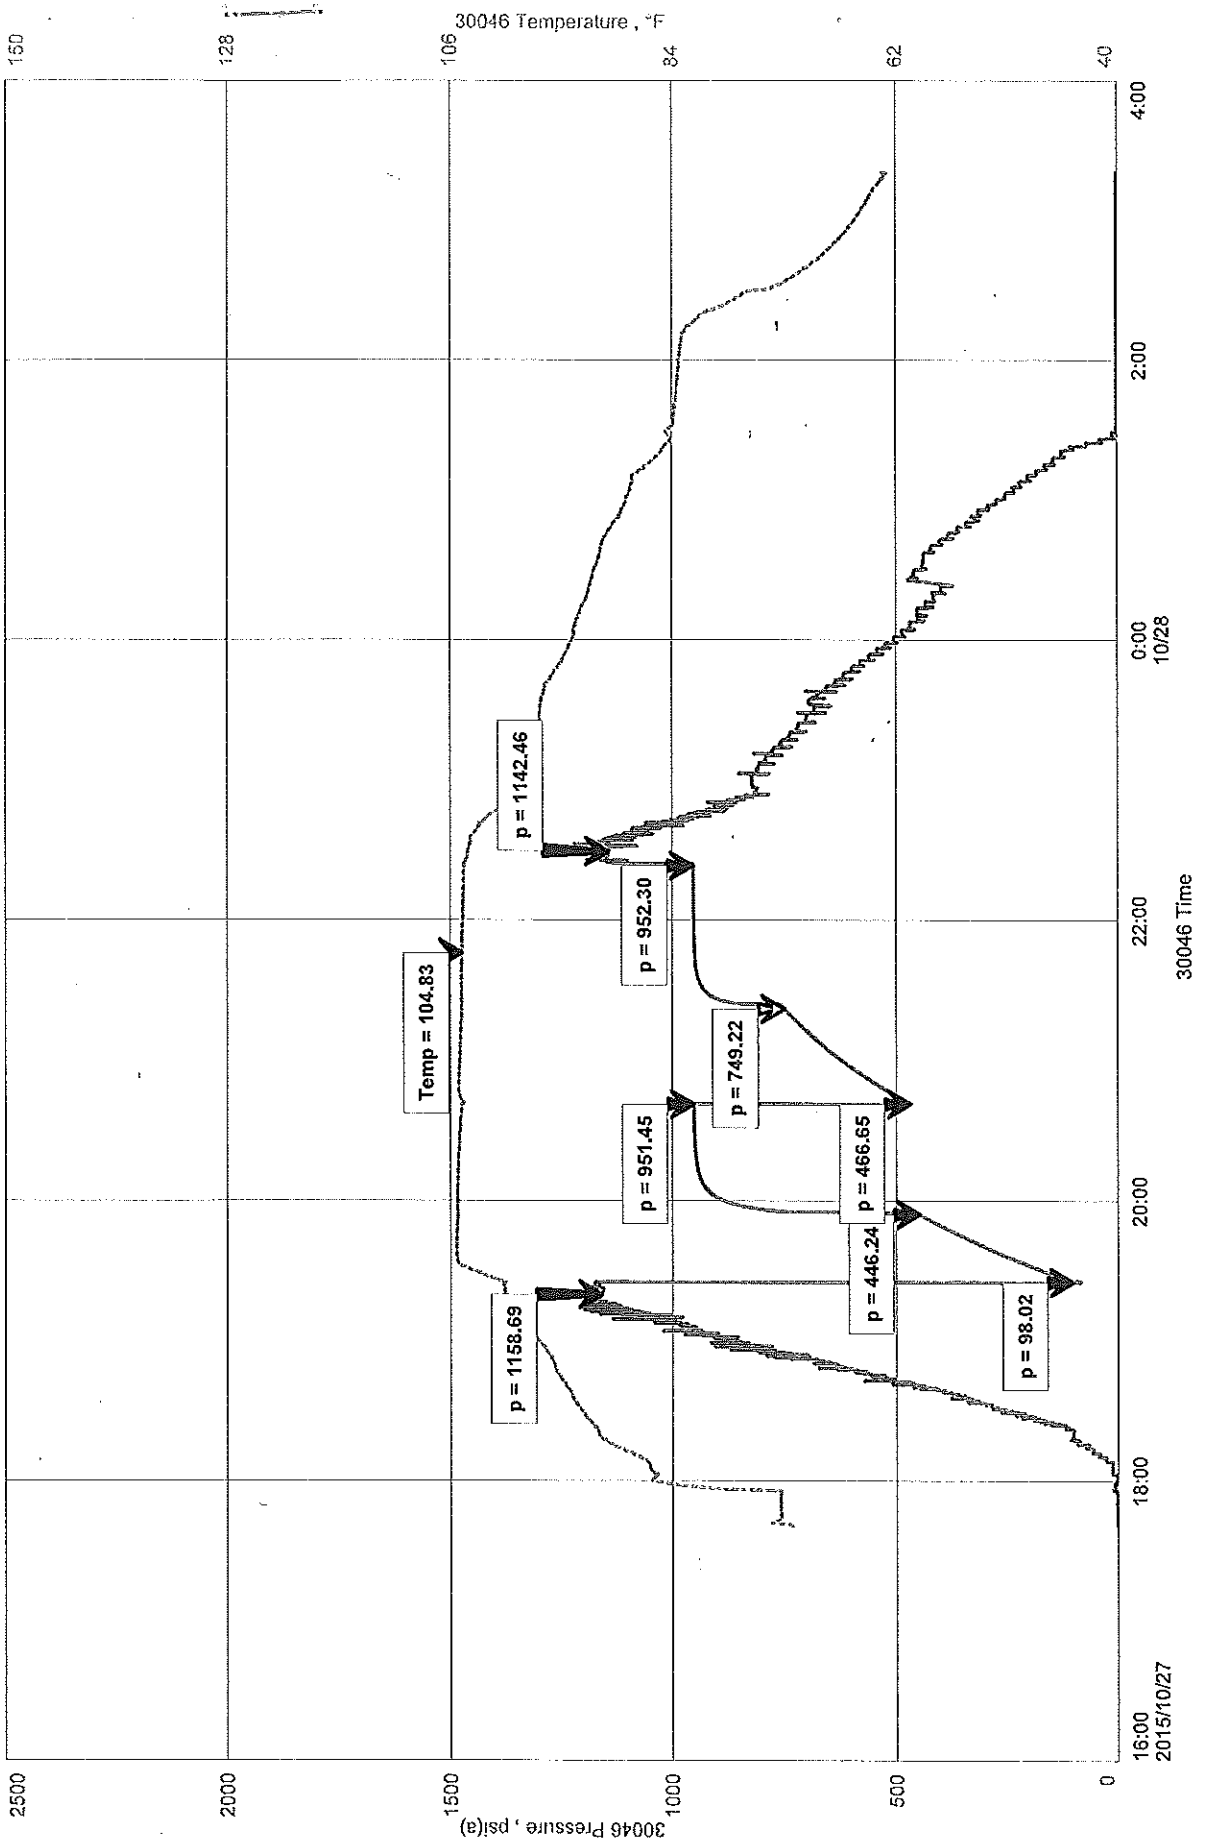 30046 Temperature , °F
150
128
106
84
62
40
2500
2000
1500
1000
500
0
30046 Pressure , psi(a)
Temp = 104.83
p = 1158.69
p = 1142.46
p = 952.30
p = 951.45
p = 749.22
p = 466.65
p = 446.24
p = 98.02
16:00
18:00
20:00
22:00
0:00
2:00
4:00
2015/10/27
10/28
30046 Time